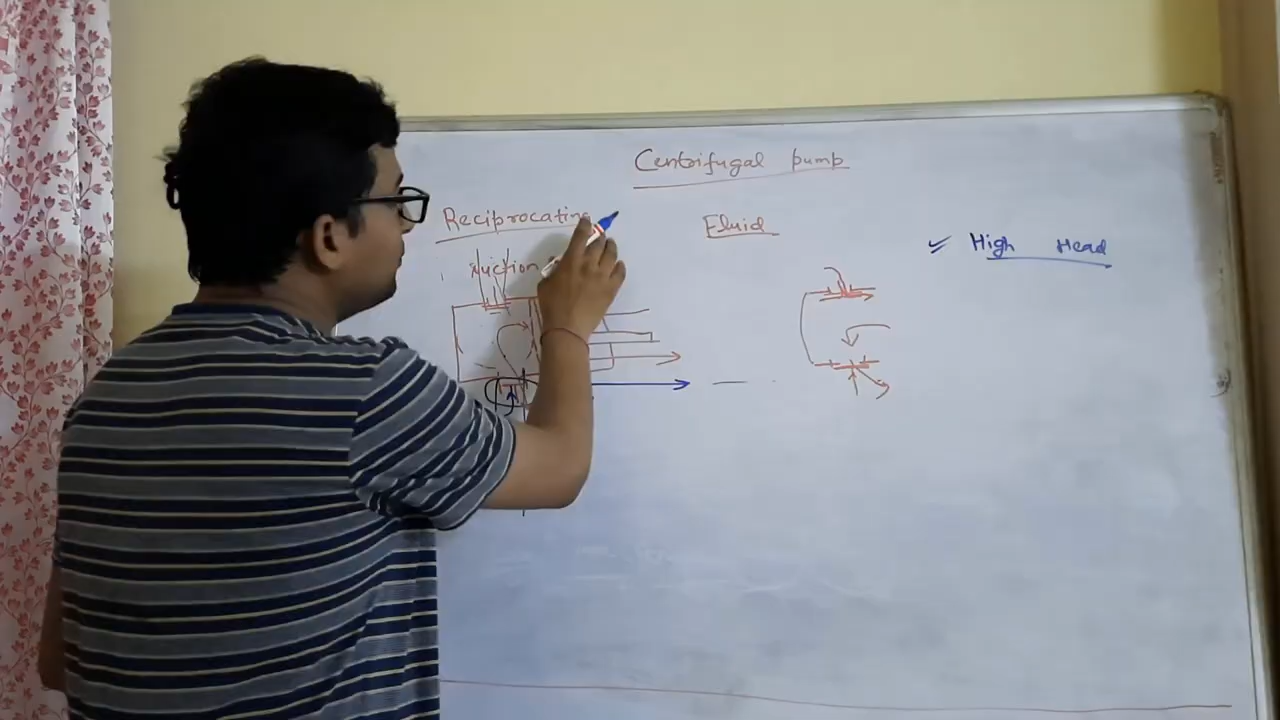 Centrifugal pump
Reciprocating
Fluid
High Head
Suction